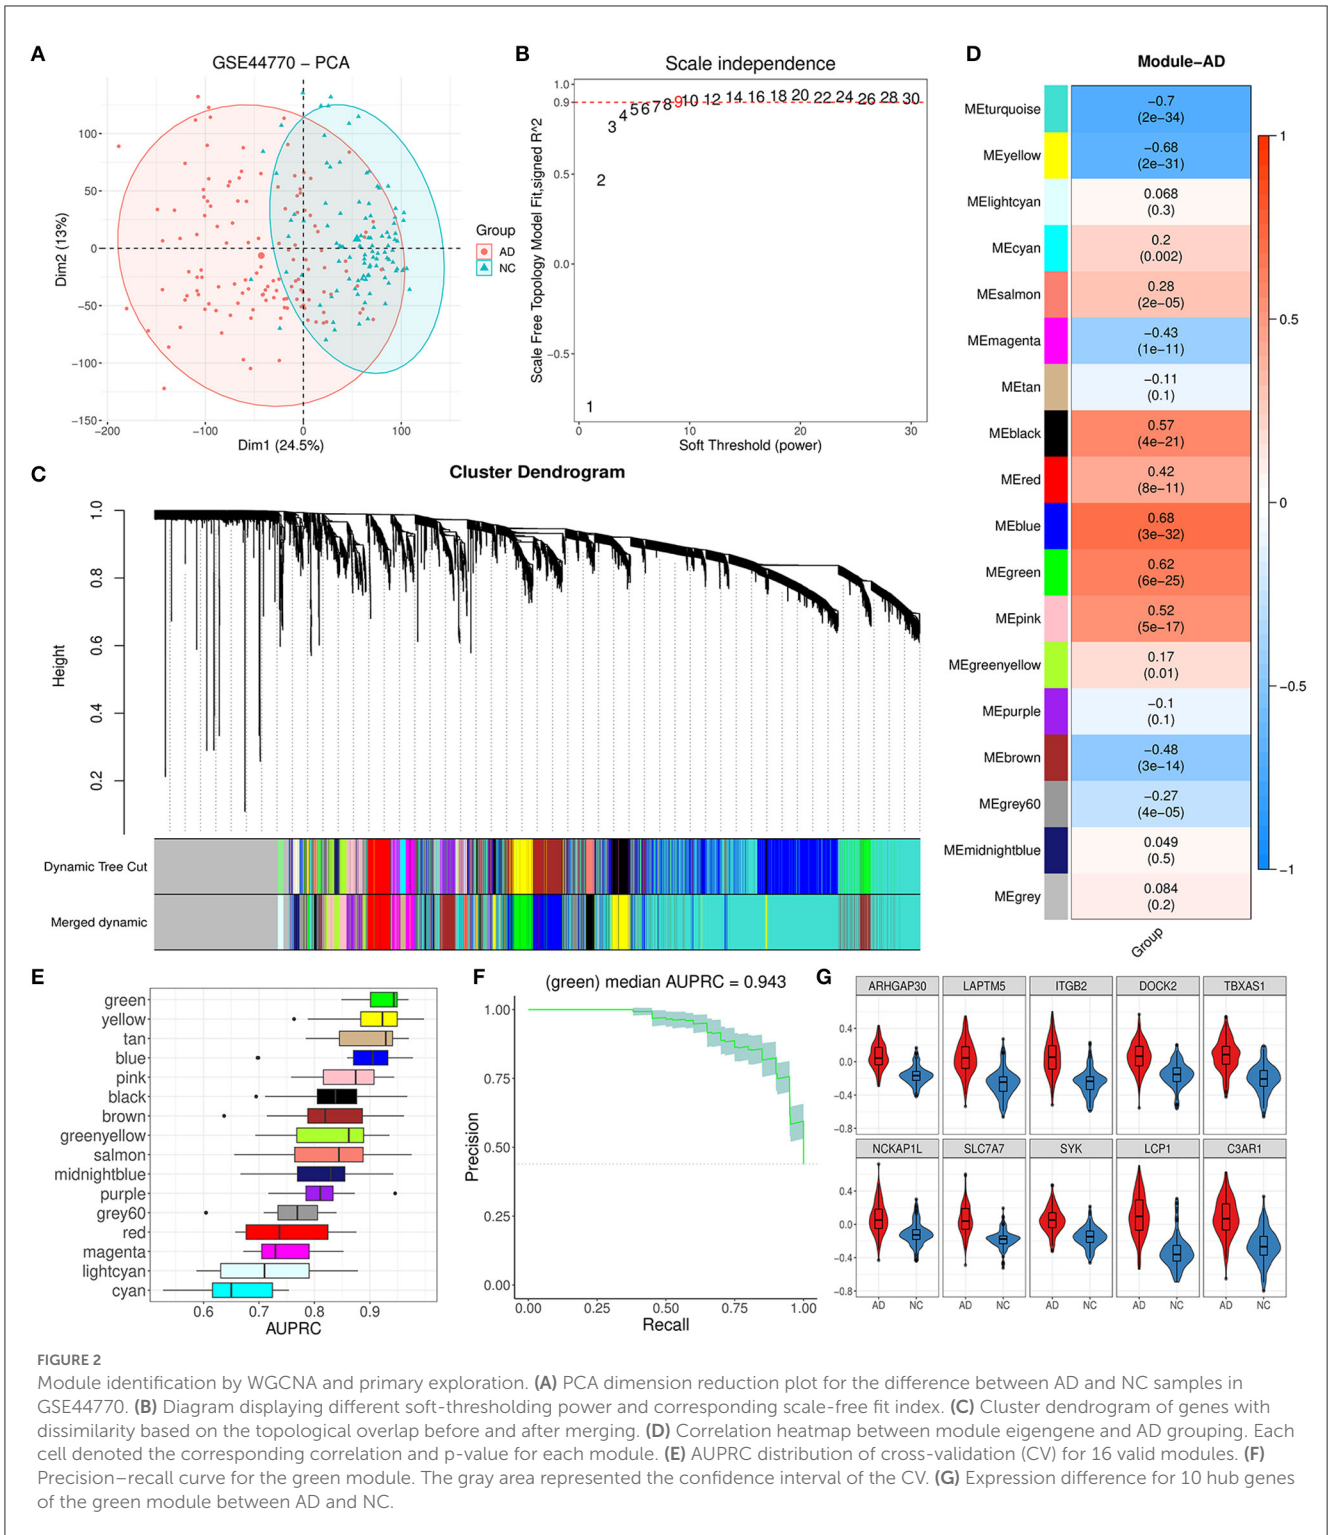 A
GSE44770 − PCA
100
50
0
−50
−100
−150
−200
−100
0
100
Dim2 (13%)
Dim1 (24.5%)
Group
AD
NC
B
Scale independence
1.0
0.9
0.5
0.0
−0.5
Scale Free Topology Model Fit,signed R^2
1
2
3
4
5
6
7
8
9
10
12
14
16
18
20
22
24
26
28
30
0
10
20
30
Soft Threshold (power)
C
Cluster Dendrogram
Height
1.0
0.8
0.6
0.4
0.2
Dynamic Tree Cut
Merged dynamic
D
Module−AD
MEturquoise
−0.7
(2e−34)
MEyellow
−0.68
(2e−31)
MElightcyan
0.068
(0.3)
MEcyan
0.2
(0.002)
MEsalmon
0.28
(2e−05)
MEmagenta
−0.43
(1e−11)
MEtan
−0.11
(0.1)
MEblack
0.57
(4e−21)
MEred
0.42
(8e−11)
MEblue
0.68
(3e−32)
MEgreen
0.62
(6e−25)
MEpink
0.52
(5e−17)
MEgreenyellow
0.17
(0.01)
MEpurple
−0.1
(0.1)
MEbrown
−0.48
(3e−14)
MEgrey60
−0.27
(4e−05)
MEmidnightblue
0.049
(0.5)
MEgrey
0.084
(0.2)
Group
1
0.5
0
−0.5
−1
E
green
yellow
tan
blue
pink
black
brown
greenyellow
salmon
midnightblue
purple
grey60
red
magenta
lightcyan
cyan
0.6
0.7
0.8
0.9
AUPRC
F
(green) median AUPRC = 0.943
1.00
0.75
0.50
0.25
0.00
Precision
0.00
0.25
0.50
0.75
1.00
Recall
G
ARHGAP30
LAPTM5
ITGB2
DOCK2
TBXAS1
0.4
0.0
−0.4
−0.8
NCKAP1L
SLC7A7
SYK
LCP1
C3AR1
0.4
0.0
−0.4
−0.8
AD
NC
AD
NC
AD
NC
AD
NC
AD
NC
FIGURE 2
Module identification by WGCNA and primary exploration. (A) PCA dimension reduction plot for the difference between AD and NC samples in
GSE44770. (B) Diagram displaying different soft-thresholding power and corresponding scale-free fit index. (C) Cluster dendrogram of genes with
dissimilarity based on the topological overlap before and after merging. (D) Correlation heatmap between module eigengene and AD grouping. Each
cell denoted the corresponding correlation and p-value for each module. (E) AUPRC distribution of cross-validation (CV) for 16 valid modules. (F)
Precision–recall curve for the green module. The gray area represented the confidence interval of the CV. (G) Expression difference for 10 hub genes
of the green module between AD and NC.